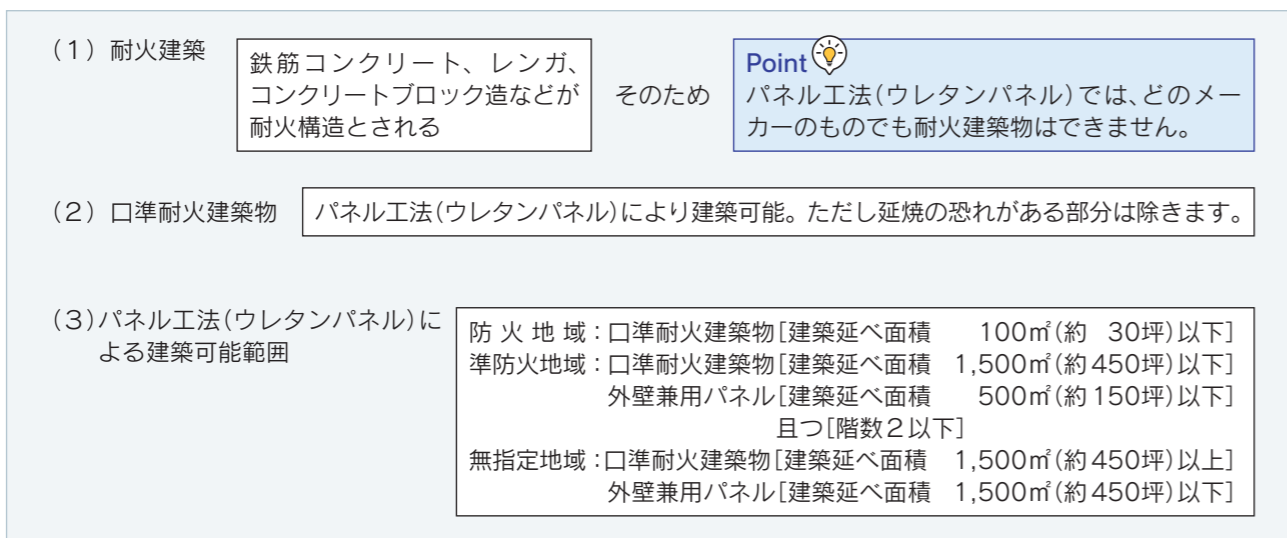 (1)耐火建築
鉄筋コンクリート、レンガ、
コンクリートブロック造などが
耐火構造とされる
そのため
Point
パネル工法(ウレタンパネル)では、どのメー
カーのものでも耐火建築物はできません。
(2)ロ準耐火建築物
パネル工法(ウレタンパネル)により建築可能。ただし延焼の恐れがある部分は除きます。
(3)パネル工法(ウレタンパネル)に
よる建築可能範囲
防火地域:ロ準耐火建築物[建築延べ面積 100㎡(約 30坪)以下]
準防火地域:ロ準耐火建築物[建築延べ面積 1,500㎡(約450坪)以下]
外壁兼用パネル[建築延べ面積 500㎡(約150坪)以下]
且つ[階数2以下]
無指定地域:ロ準耐火建築物[建築延べ面積 1,500㎡(約450坪)以上]
外壁兼用パネル[建築延べ面積 1,500㎡(約450坪)以下]